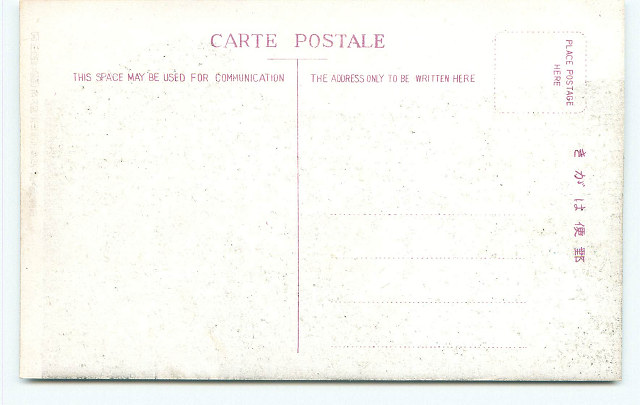 CARTE POSTALE
THIS SPACE MAY BE USED FOR COMMUNICATION
THE ADDRESS ONLY TO BE WRITTEN HERE
PLACE POSTAGE
HERE
きがは便郵